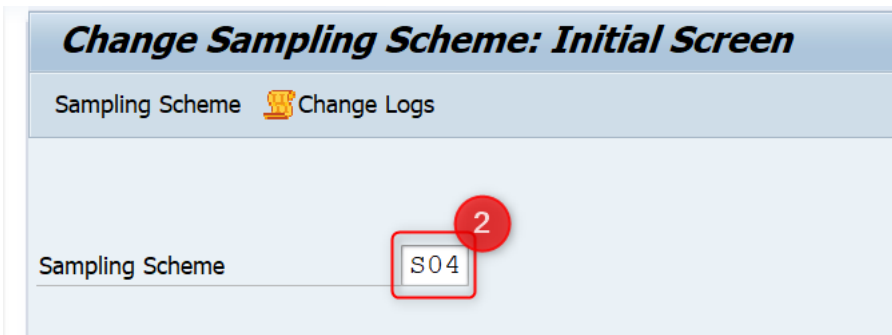 Change Sampling Scheme: Initial Screen
Sampling Scheme Change Logs
2
Sampling Scheme S04